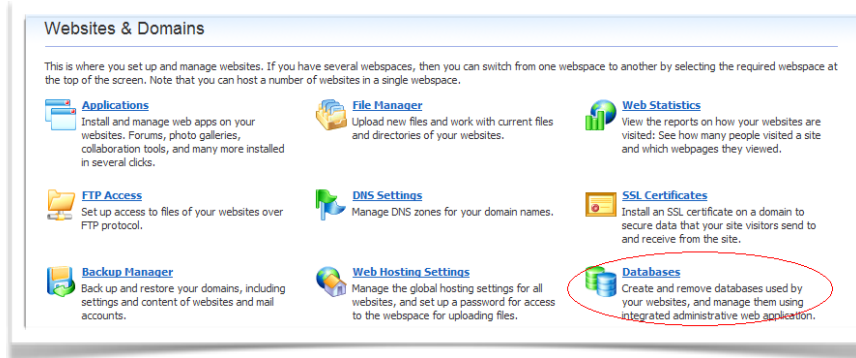 Websites & Domains
This is where you set up and manage websites. If you have several webspaces, then you can switch from one webspace to another by selecting the required webspace at
the top of the screen. Note that you can host a number of websites in a single webspace.
Applications
Install and manage web apps on your
websites. Forums, photo galleries,
collaboration tools, and many more installed
in several clicks.
File Manager
Upload new files and work with current files
and directories of your websites.
Web Statistics
View the reports on how your websites are
visited: See how many people visited a site
and which webpages they viewed.
FTP Access
Set up access to files of your websites over
FTP protocol.
DNS Settings
Manage DNS zones for your domain names.
SSL Certificates
Install an SSL certificate on a domain to
secure data that your site visitors send to
and receive from the site.
Backup Manager
Back up and restore your domains, including
settings and content of websites and mail
accounts.
Web Hosting Settings
Manage the global hosting settings for all
websites, and set up a password for access
to the webspace for uploading files.
Databases
Create and remove databases used by
your websites, and manage them using
integrated administrative web application.